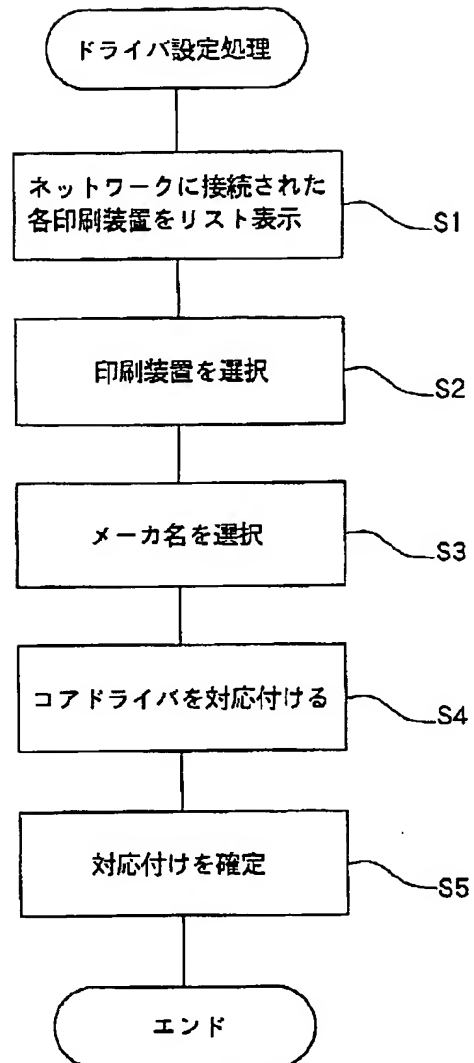 ドライバ設定処理
ネットワークに接続された
各印刷装置をリスト表示
S1
印刷装置を選択
S2
メーカ名を選択
S3
コアドライバを対応付ける
S4
対応付けを確定
S5
エンド